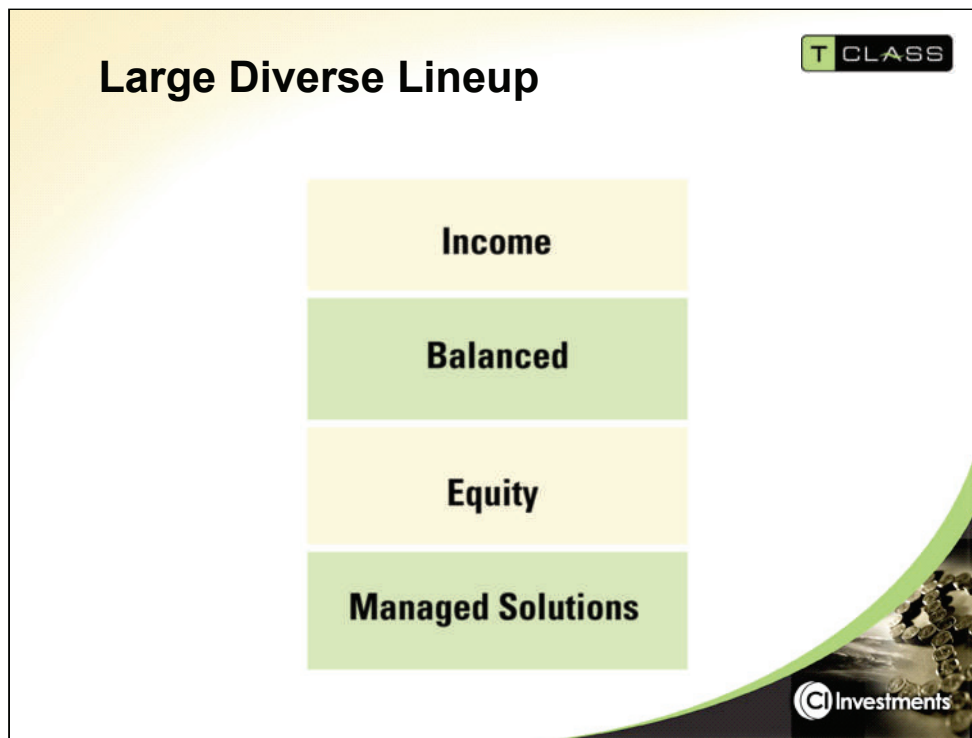 Large Diverse Lineup
T CLASS
Income
Balanced
Equity
Managed Solutions
CI Investments